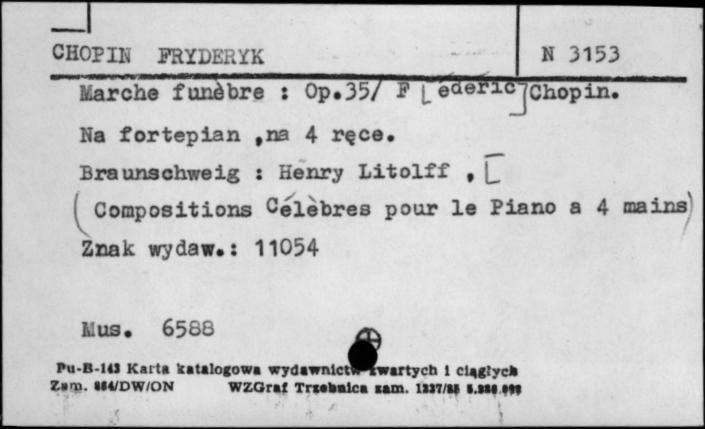 CHOPIN FRYDERYK N 3153
Marche funèbre : Op.35/ F[éderic]Chopin.
Na fortepian ,na 4 ręce.
Braunschweig : Henry Litolff , [
(Compositions Célèbres pour le Piano a 4 mains)
Znak wydaw.: 11054
Mus. 6588
Pu-B-143 Karta katalogowa wydawnictw zwartych i ciągłych
Zam. 864/DW/ON WZGraf Trzebnica zam.